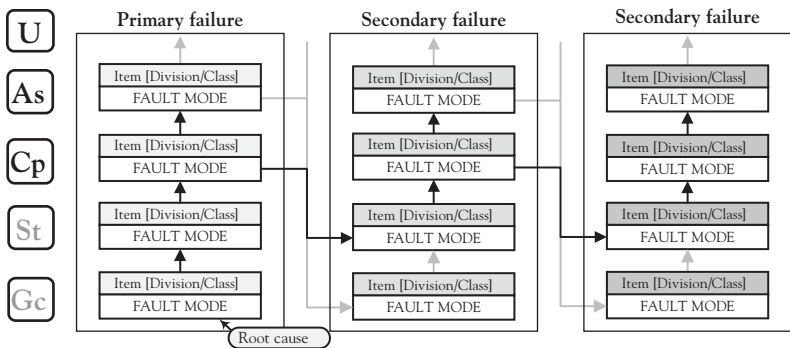 Primary failure
Secondary failure
Secondary failure
U
As
Cp
St
Gc
Item [Division/Class]
FAULT MODE
Item [Division/Class]
FAULT MODE
Item [Division/Class]
FAULT MODE
Item [Division/Class]
FAULT MODE
Root cause
Item [Division/Class]
FAULT MODE
Item [Division/Class]
FAULT MODE
Item [Division/Class]
FAULT MODE
Item [Division/Class]
FAULT MODE
Item [Division/Class]
FAULT MODE
Item [Division/Class]
FAULT MODE
Item [Division/Class]
FAULT MODE
Item [Division/Class]
FAULT MODE